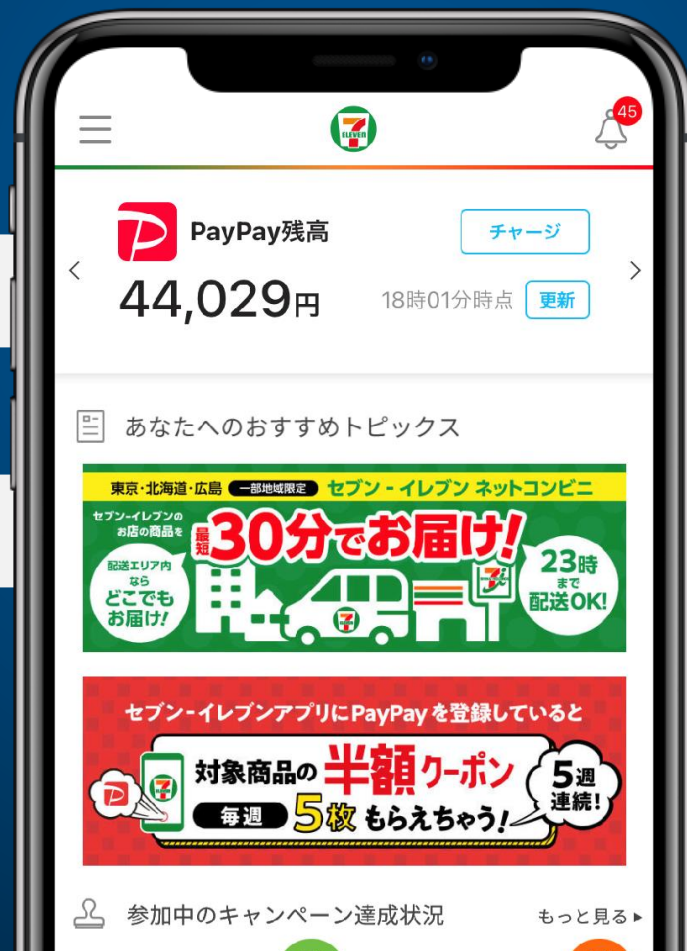 45
7
ELEVEN
PayPay残高
チャージ
44,029円
18時01分時点
更新
あなたへのおすすめトピックス
東京・北海道・広島 一部地域限定 セブン‐イレブン ネットコンビニ
セブン-イレブンの
お店の商品を
最短30分でお届け!
配送エリア内
なら
どこでも
お届け!
23時
まで
配送OK!
セブン-イレブンアプリにPayPayを登録していると
対象商品の半額クーポン
毎週5枚もらえちゃう!
5週
連続!
参加中のキャンペーン達成状況
もっと見る▶